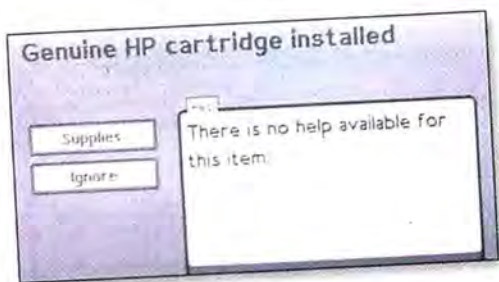 Genuine HP cartridge installed
Supplies
Ignore
There is no help available for
this item.